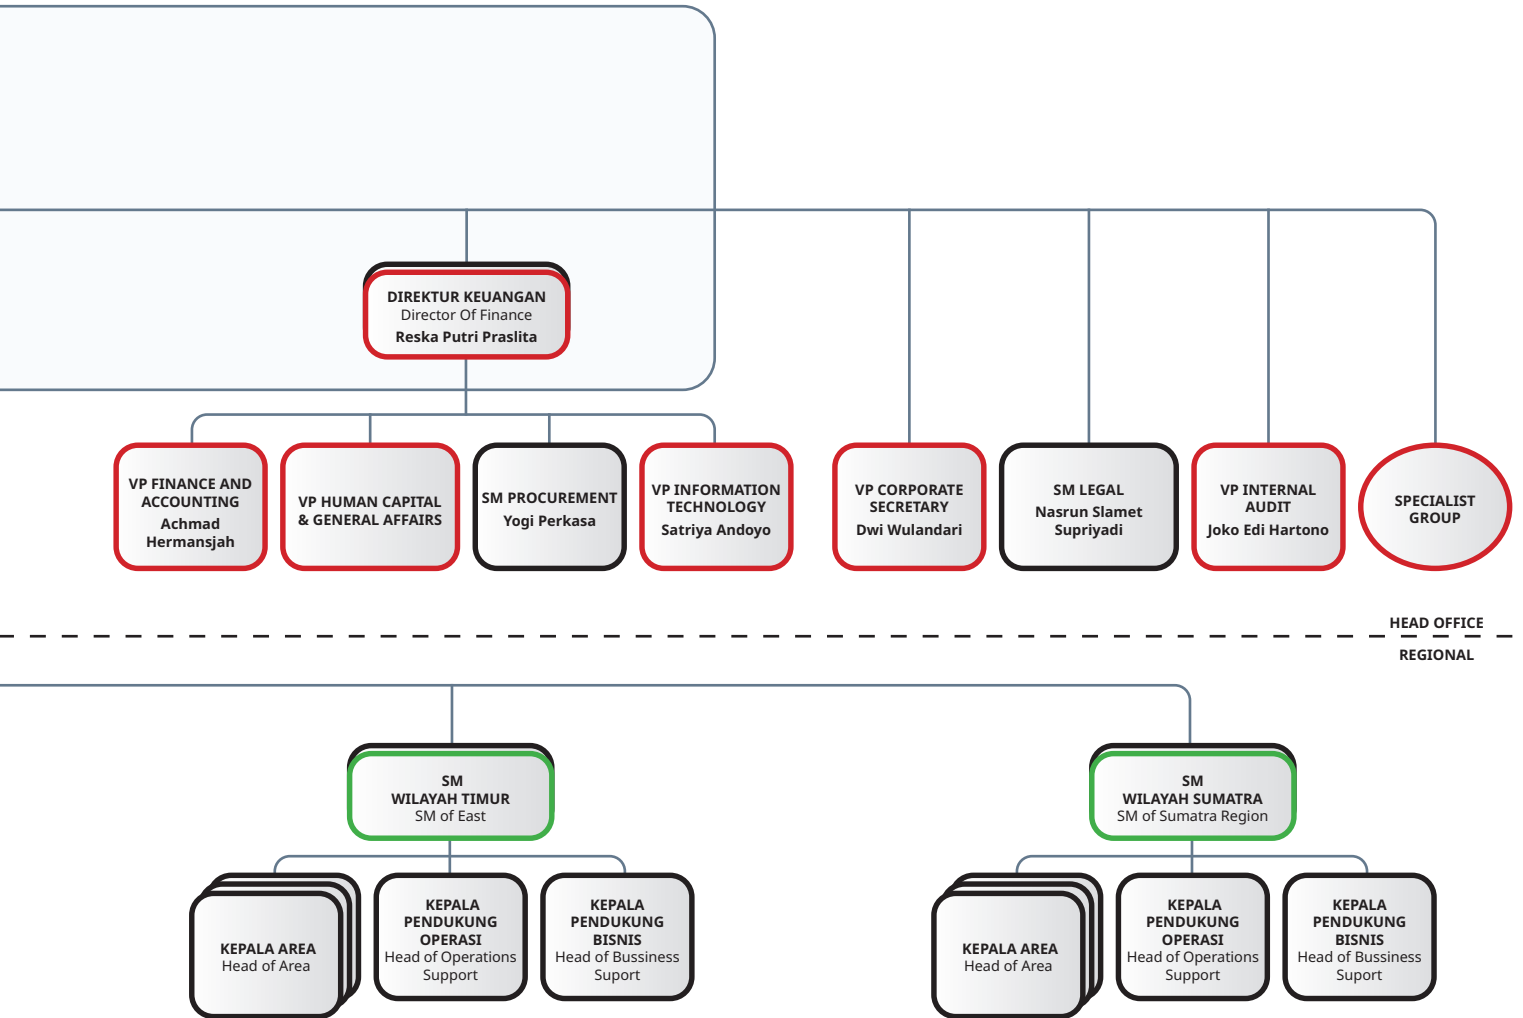 DIREKTUR KEUANGAN
Director Of Finance
Reska Putri Praslita
VP FINANCE AND
ACCOUNTING
Achmad
Hermansjah
VP HUMAN CAPITAL
& GENERAL AFFAIRS
SM PROCUREMENT
Yogi Perkasa
VP INFORMATION
TECHNOLOGY
Satriya Andoyo
VP CORPORATE
SECRETARY
Dwi Wulandari
SM LEGAL
Nasrun Slamet
Supriyadi
VP INTERNAL
AUDIT
Joko Edi Hartono
SPECIALIST
GROUP
HEAD OFFICE
REGIONAL
SM
WILAYAH TIMUR
SM of East
SM
WILAYAH SUMATRA
SM of Sumatra Region
KEPALA AREA
Head of Area
KEPALA
PENDUKUNG
OPERASI
Head of Operations
Support
KEPALA
PENDUKUNG
BISNIS
Head of Bussiness
Suport
KEPALA AREA
Head of Area
KEPALA
PENDUKUNG
OPERASI
Head of Operations
Support
KEPALA
PENDUKUNG
BISNIS
Head of Bussiness
Suport